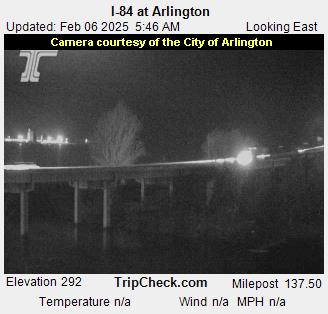 I-84 at Arlington
Updated: Feb 06 2025 5:46 AM Looking East
Camera courtesy of the City of Arlington
Elevation 292 TripCheck.com Milepost 137.50
Temperature n/a Wind n/a MPH n/a